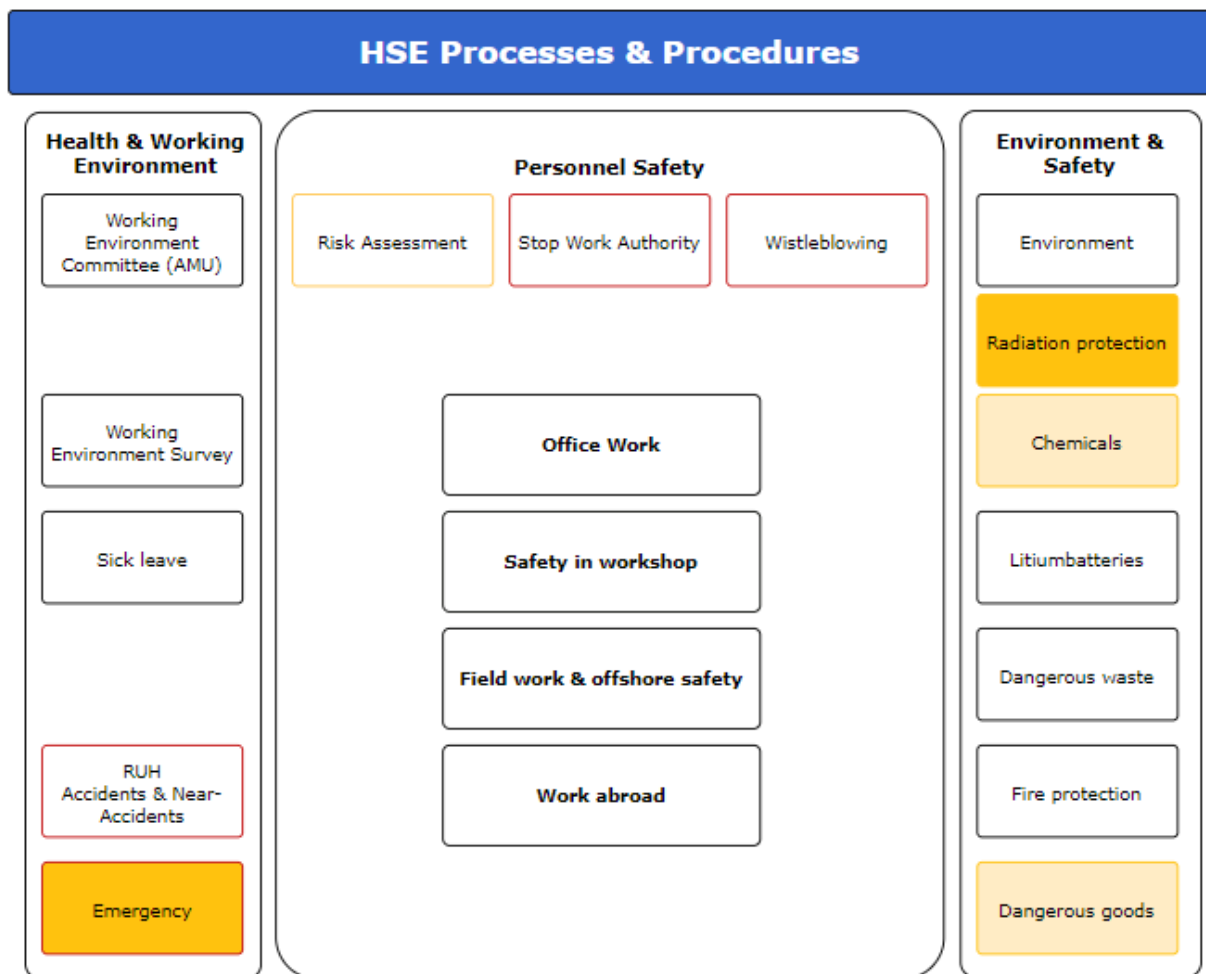 HSE Processes & Procedures
Health & Working
Environment
Working
Environment
Committee (AMU)
Working
Environment Survey
Sick leave
RUH
Accidents & Near-
Accidents
Emergency
Personnel Safety
Risk Assessment
Stop Work Authority
Wistleblowing
Office Work
Safety in workshop
Field work & offshore safety
Work abroad
Environment &
Safety
Environment
Radiation protection
Chemicals
Litiumbatteries
Dangerous waste
Fire protection
Dangerous goods